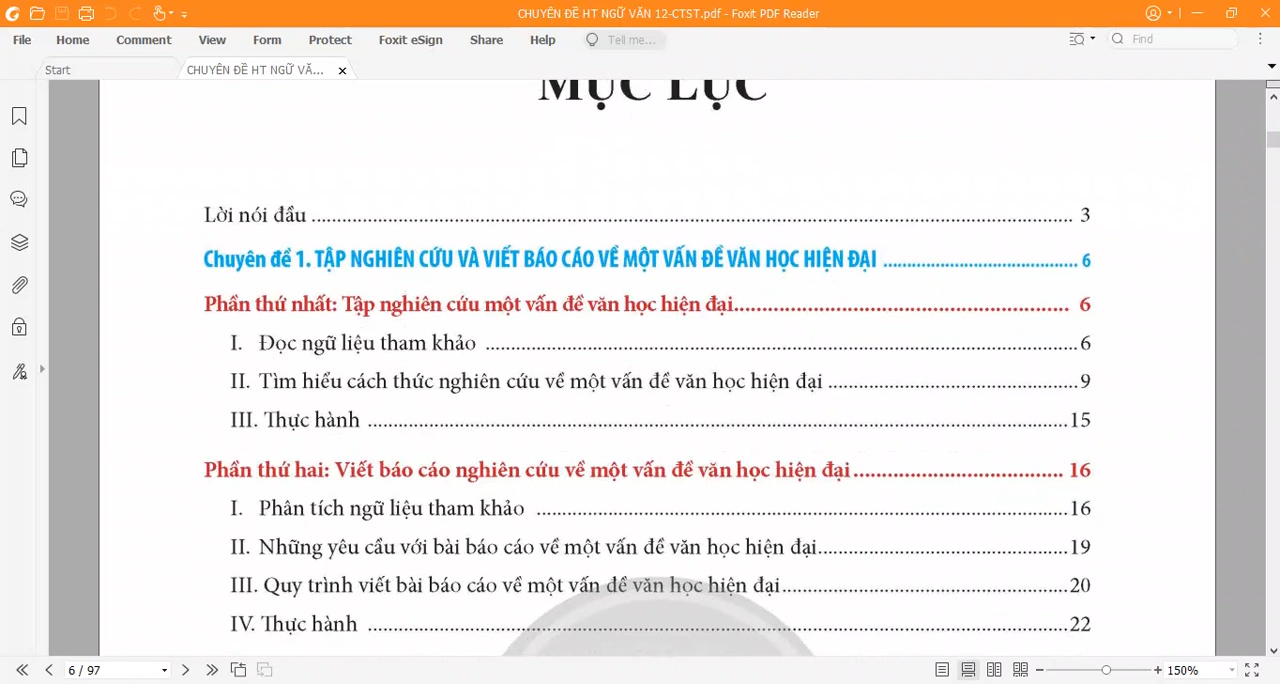 CHUYÊN ĐỀ HT NGỮ VĂN 12-CTST.pdf - Foxit PDF Reader
File Home Comment View Form Protect Foxit eSign Share Help Tell me... Find
Start CHUYÊN ĐỀ HT NGỮ VĂ...
MỤC LỤC
Lời nói đầu ........................................ 3
Chuyên đề 1. TẬP NGHIÊN CỨU VÀ VIẾT BÁO CÁO VỀ MỘT VẤN ĐỀ VĂN HỌC HIỆN ĐẠI ........................................ 6
Phần thứ nhất: Tập nghiên cứu một vấn đề văn học hiện đại........................................ 6
I. Đọc ngữ liệu tham khảo ........................................6
II. Tìm hiểu cách thức nghiên cứu về một vấn đề văn học hiện đại ........................................9
III. Thực hành ........................................15
Phần thứ hai: Viết báo cáo nghiên cứu về một vấn đề văn học hiện đại........................................ 16
I. Phân tích ngữ liệu tham khảo ........................................16
II. Những yêu cầu với bài báo cáo về một vấn đề văn học hiện đại........................................19
III. Quy trình viết bài báo cáo về một vấn đề văn học hiện đại........................................20
IV. Thực hành ........................................22
6 / 97 150%